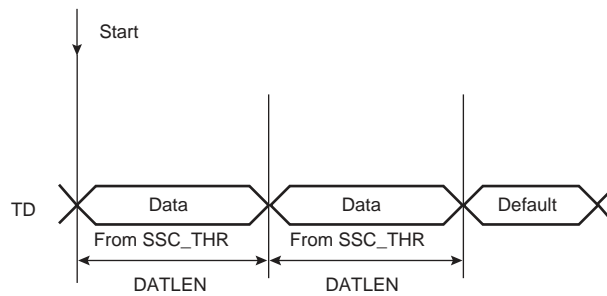 Start
TD
Data
Data
Default
From SSC_THR
From SSC_THR
DATLEN
DATLEN